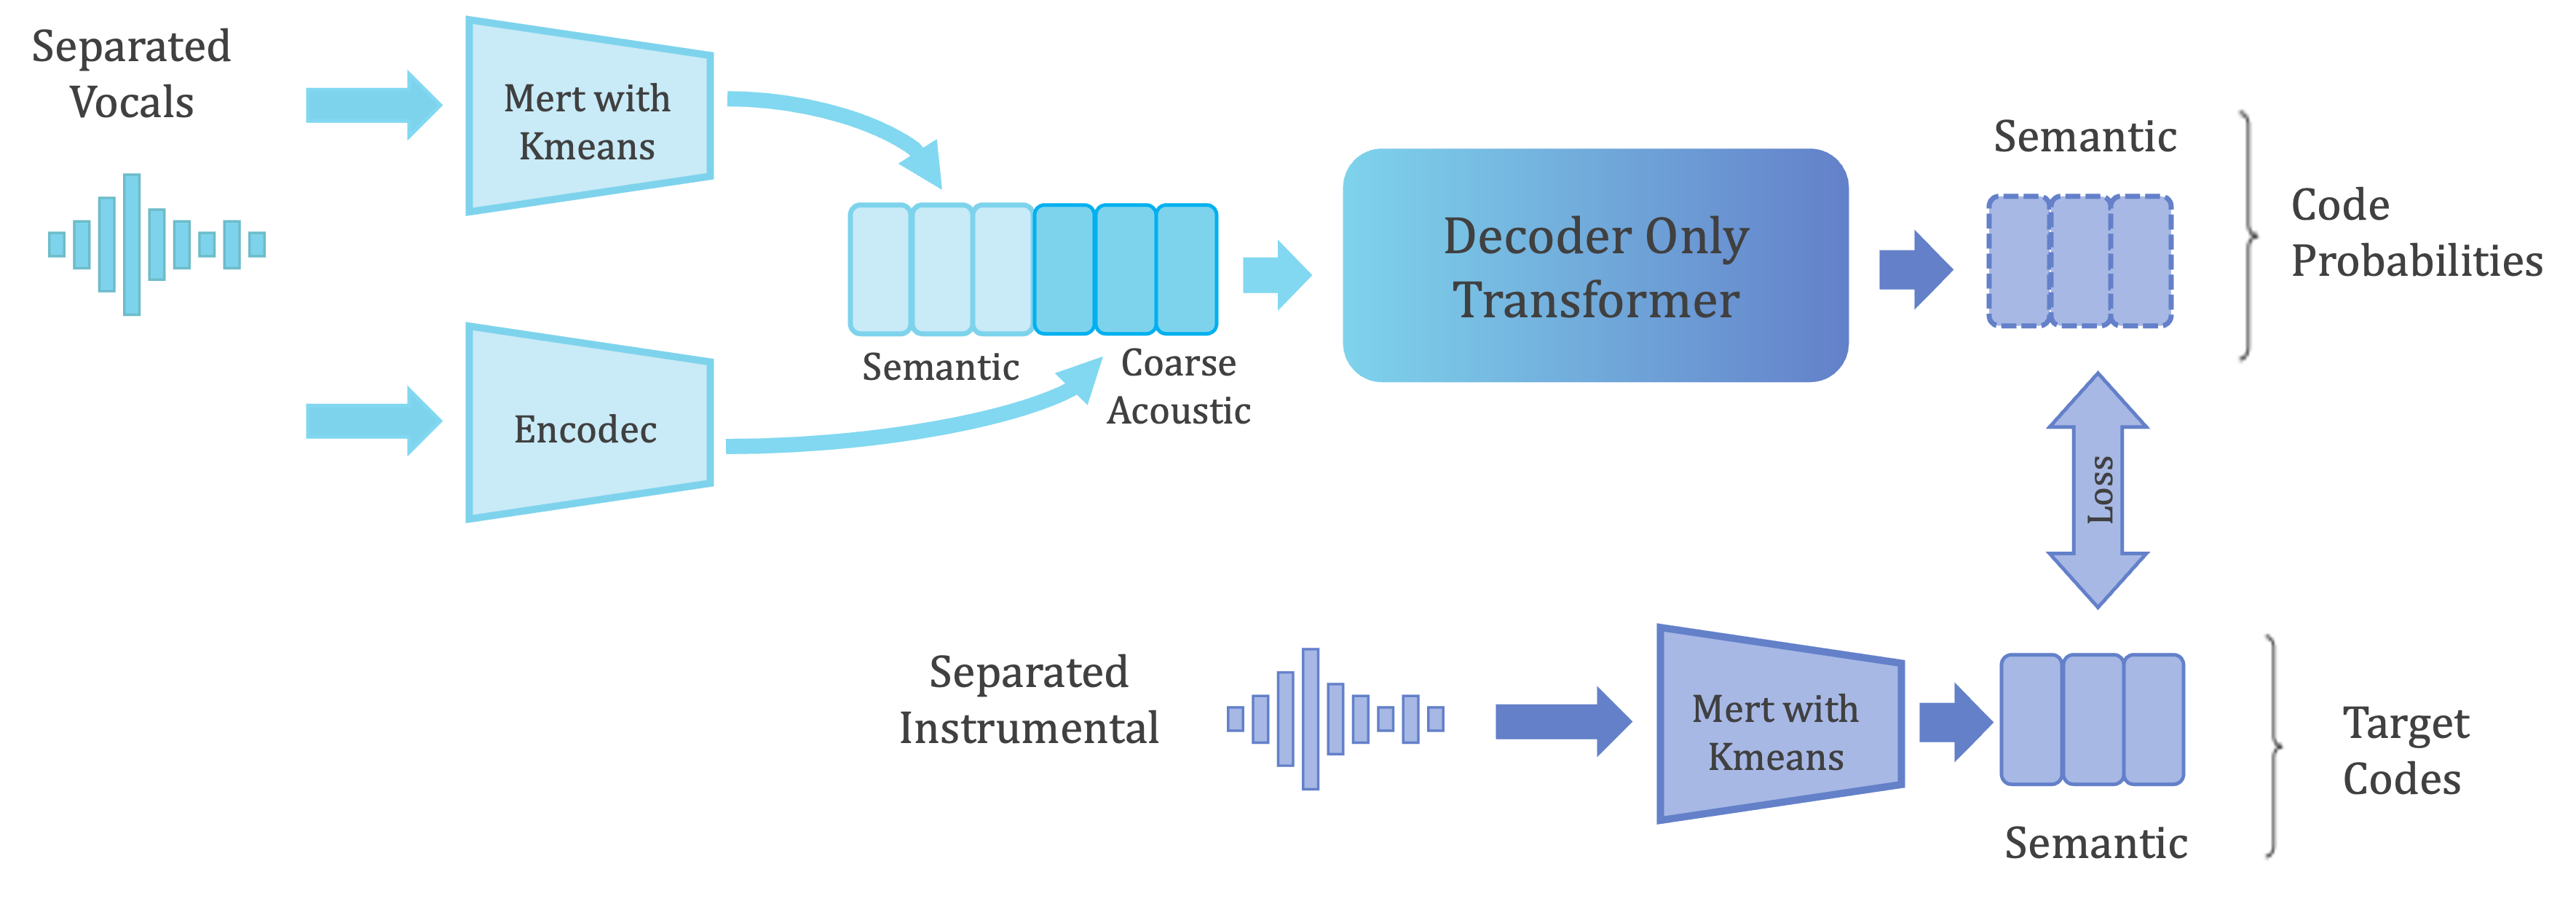 Separated
Vocals
Mert with
Kmeans
Encodec
Semantic
Coarse
Acoustic
Decoder Only
Transformer
Semantic
Code
Probabilities
Loss
Separated
Instrumental
Mert with
Kmeans
Semantic
Target
Codes